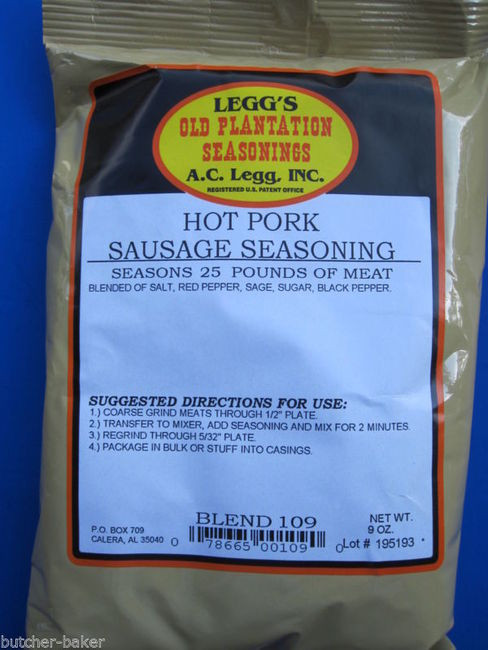 LEGG'S
OLD PLANTATION
SEASONINGS
A.C. Legg, INC.
REGISTERED U.S. PATENT OFFICE
HOT PORK
SAUSAGE SEASONING
SEASONS 25 POUNDS OF MEAT
BLENDED OF SALT, RED PEPPER, SAGE, SUGAR, BLACK PEPPER.
SUGGESTED DIRECTIONS FOR USE:
1.) COARSE GRIND MEATS THROUGH 1/2" PLATE.
2.) TRANSFER TO MIXER, ADD SEASONING AND MIX FOR 2 MINUTES.
3.) REGRIND THROUGH 5/32" PLATE.
4.) PACKAGE IN BULK OR STUFF INTO CASINGS.
BLEND 109
NET WT.
9 OZ.
P.O. BOX 709
CALERA, AL 35040
0 78665 00109 0
Lot # 195193 *
butcher-baker